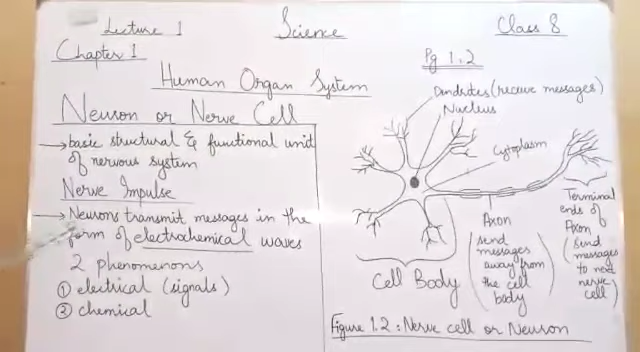 Lecture 1
Science
Class 8
Chapter 1
Pg 1.2
Human Organ System
Neuron or Nerve Cell
→ basic structural & functional unit
of nervous system
Nerve Impulse
→ Neurons transmit messages in the
form of electrochemical waves
2 phenomenons
① electrical (signals)
② chemical
Dendrites (receive messages)
Nucleus
Cytoplasm
Cell Body
Axon
(send
messages
away from
the cell
body)
Terminal
ends of
Axon
(send
messages
to next
nerve
cell)
Figure 1.2 : Nerve cell or Neuron